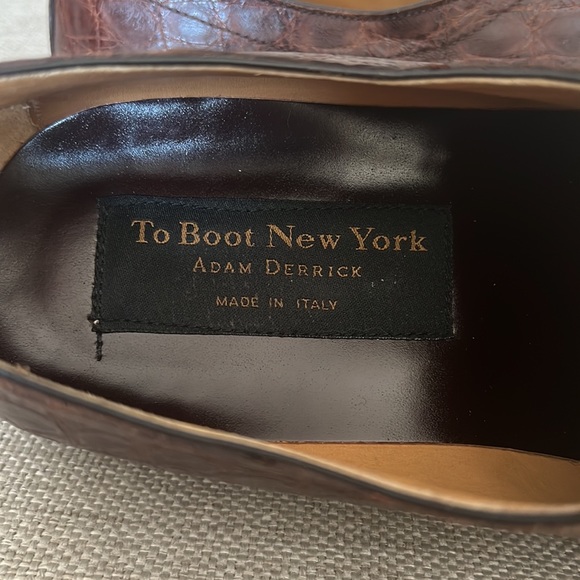 To Boot New York
Adam Derrick
MADE IN ITALY